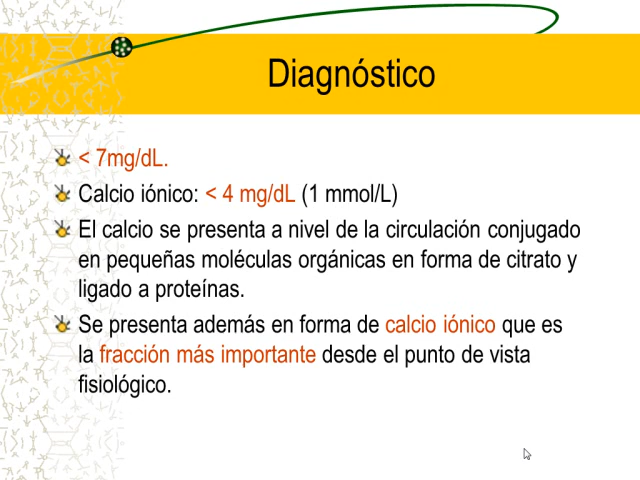 Diagnóstico
< 7mg/dL.
Calcio iónico: < 4 mg/dL (1 mmol/L)
El calcio se presenta a nivel de la circulación conjugado
en pequeñas moléculas orgánicas en forma de citrato y
ligado a proteínas.
Se presenta además en forma de calcio iónico que es
la fracción más importante desde el punto de vista
fisiológico.